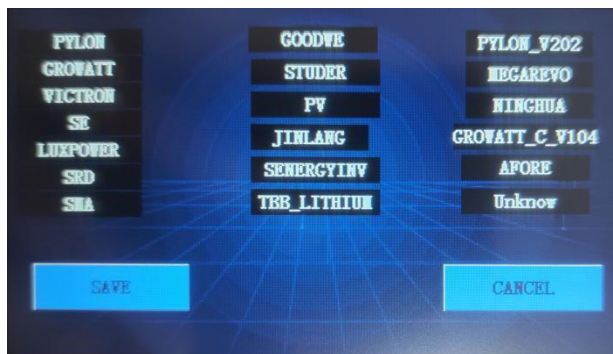 PYLON
GROWATT
VICTRON
SE
LUXPOWER
SRD
SMA
GOODWE
STUDER
PV
JINLANG
SENERGYINV
TBB_LITHIUM
PYLON_V202
MEGAREVO
NINGHUA
GROWATT_C_V104
AFORE
Unknow
SAVE
CANCEL